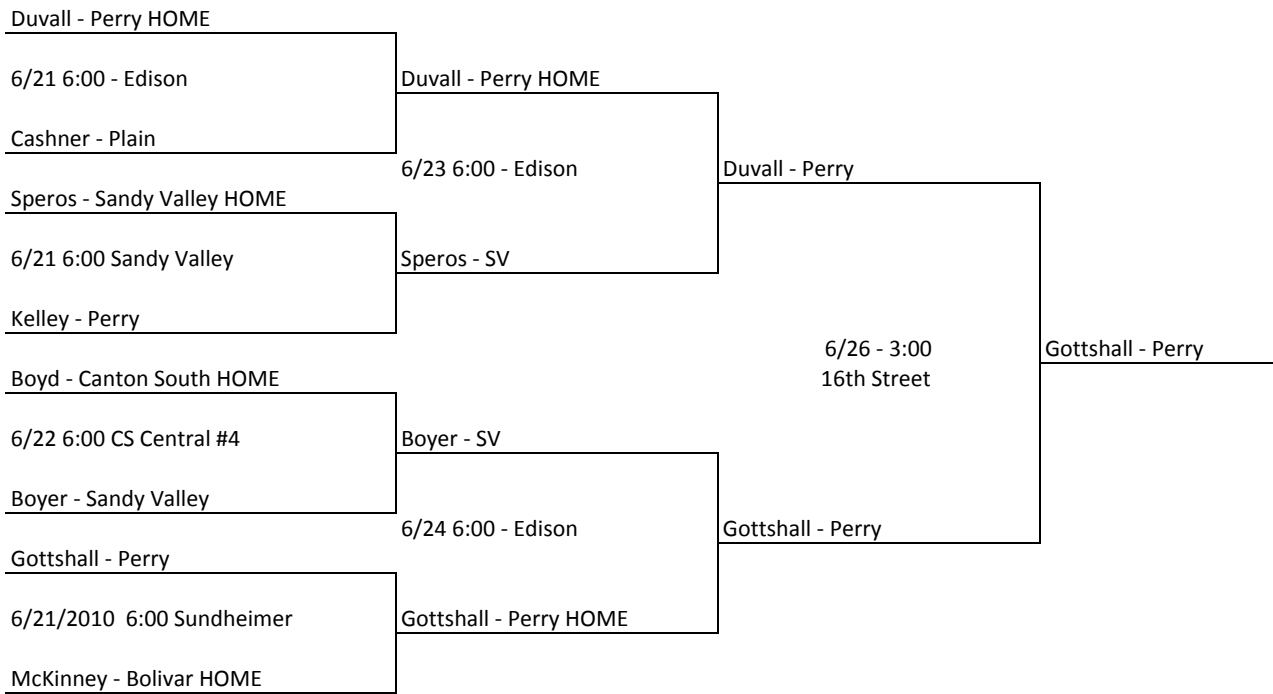 Duvall - Perry HOME
6/21 6:00 - Edison
Duvall - Perry HOME
Cashner - Plain
6/23 6:00 - Edison
Duvall - Perry
Speros - Sandy Valley HOME
6/21 6:00 Sandy Valley
Speros - SV
Kelley - Perry
6/26 - 3:00
Gottshall - Perry
Boyd - Canton South HOME
16th Street
6/22 6:00 CS Central #4
Boyer - SV
Boyer - Sandy Valley
6/24 6:00 - Edison
Gottshall - Perry
Gottshall - Perry
6/21/2010  6:00 Sundheimer
Gottshall - Perry HOME
McKinney - Bolivar HOME